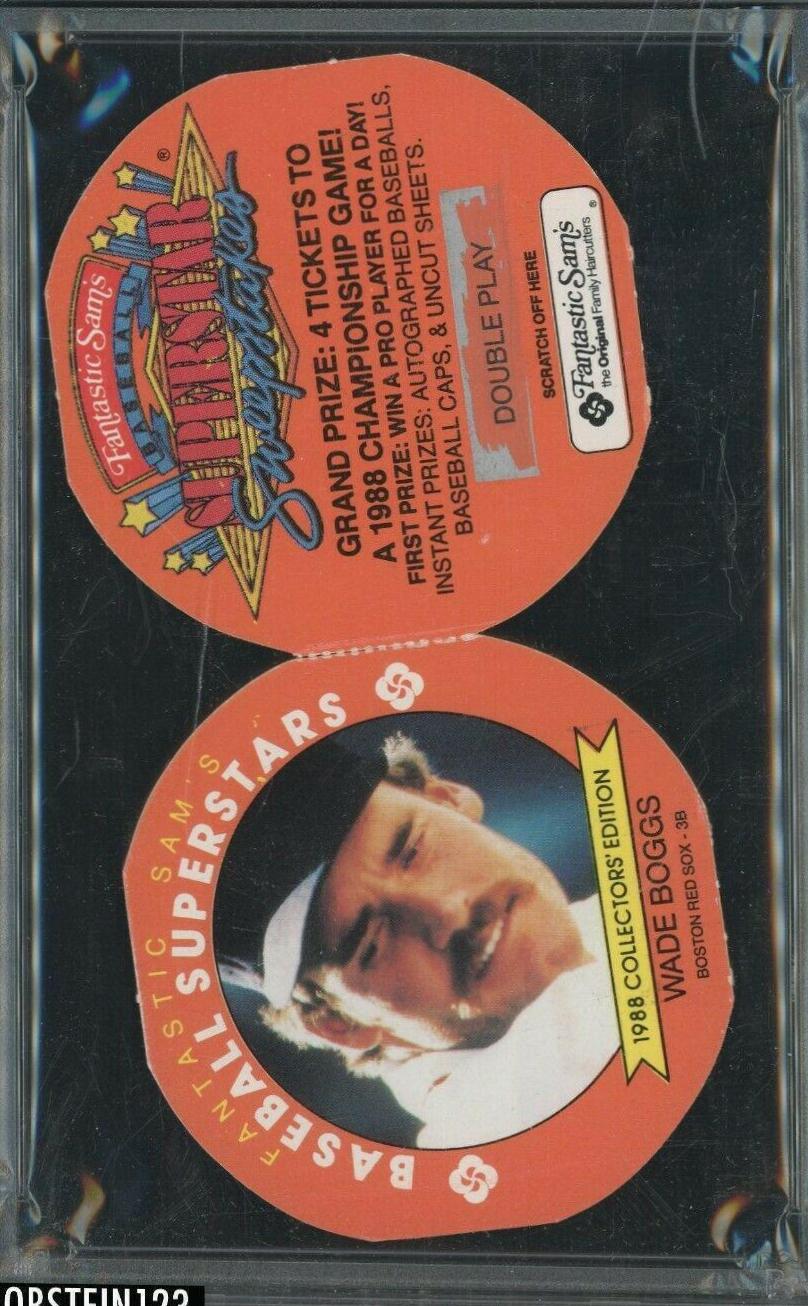 Fantastic Sam's
BASEBALL
SUPERSTAR
Sweepstakes
®
GRAND PRIZE: 4 TICKETS TO
A 1988 CHAMPIONSHIP GAME!
FIRST PRIZE: WIN A PRO PLAYER FOR A DAY!
INSTANT PRIZES: AUTOGRAPHED BASEBALLS,
BASEBALL CAPS, & UNCUT SHEETS.
DOUBLE PLAY
SCRATCH OFF HERE
Fantastic Sam's
the Original Family Haircutters ®
FANTASTIC SAM'S
BASEBALL SUPERSTARS
1988 COLLECTORS' EDITION
WADE BOGGS
BOSTON RED SOX - 3B